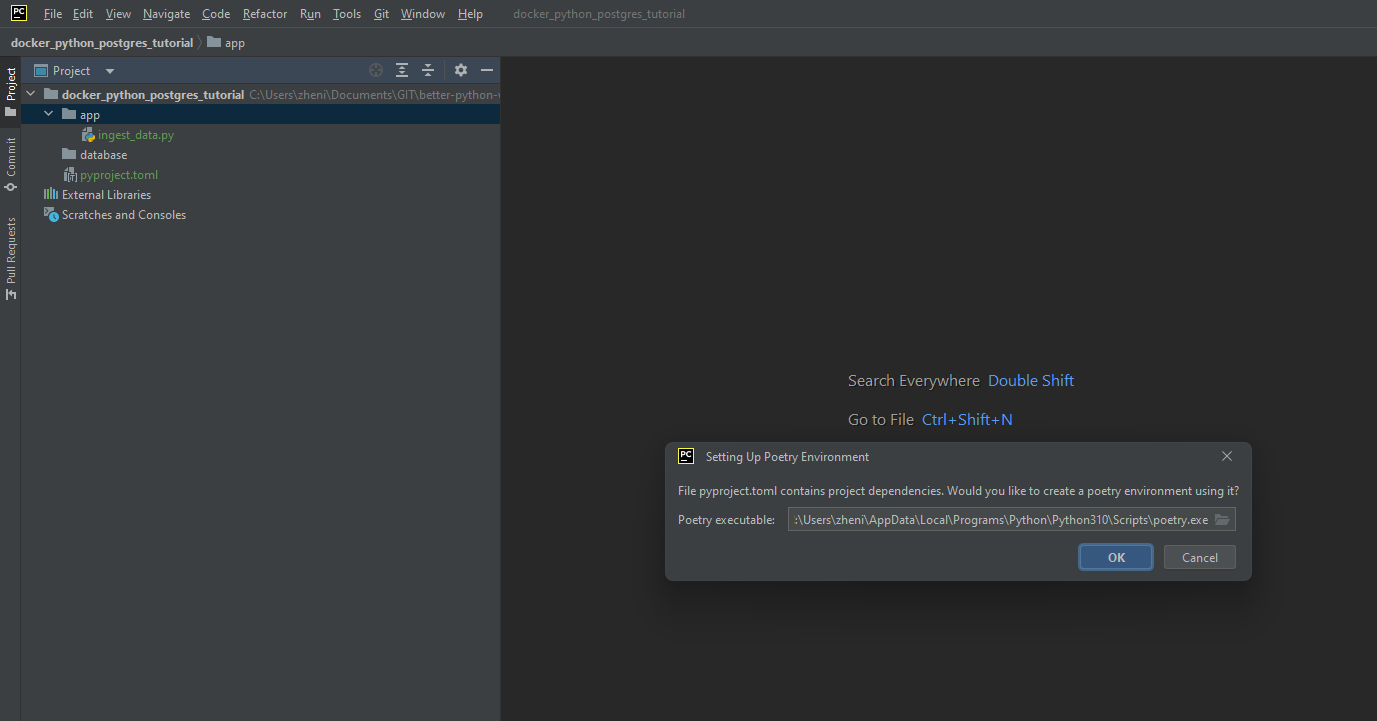 PC File Edit View Navigate Code Refactor Run Tools Git Window Help docker_python_postgres_tutorial
docker_python_postgres_tutorial app
Project
Project
docker_python_postgres_tutorial C:\Users\zheni\Documents\GIT\better-python-
app
ingest_data.py
Commit
database
pyproject.toml
External Libraries
Scratches and Consoles
Pull Requests
Search Everywhere Double Shift
Go to File Ctrl+Shift+N
PC Setting Up Poetry Environment
File pyproject.toml contains project dependencies. Would you like to create a poetry environment using it?
Poetry executable: :\Users\zheni\AppData\Local\Programs\Python\Python310\Scripts\poetry.exe
OK Cancel